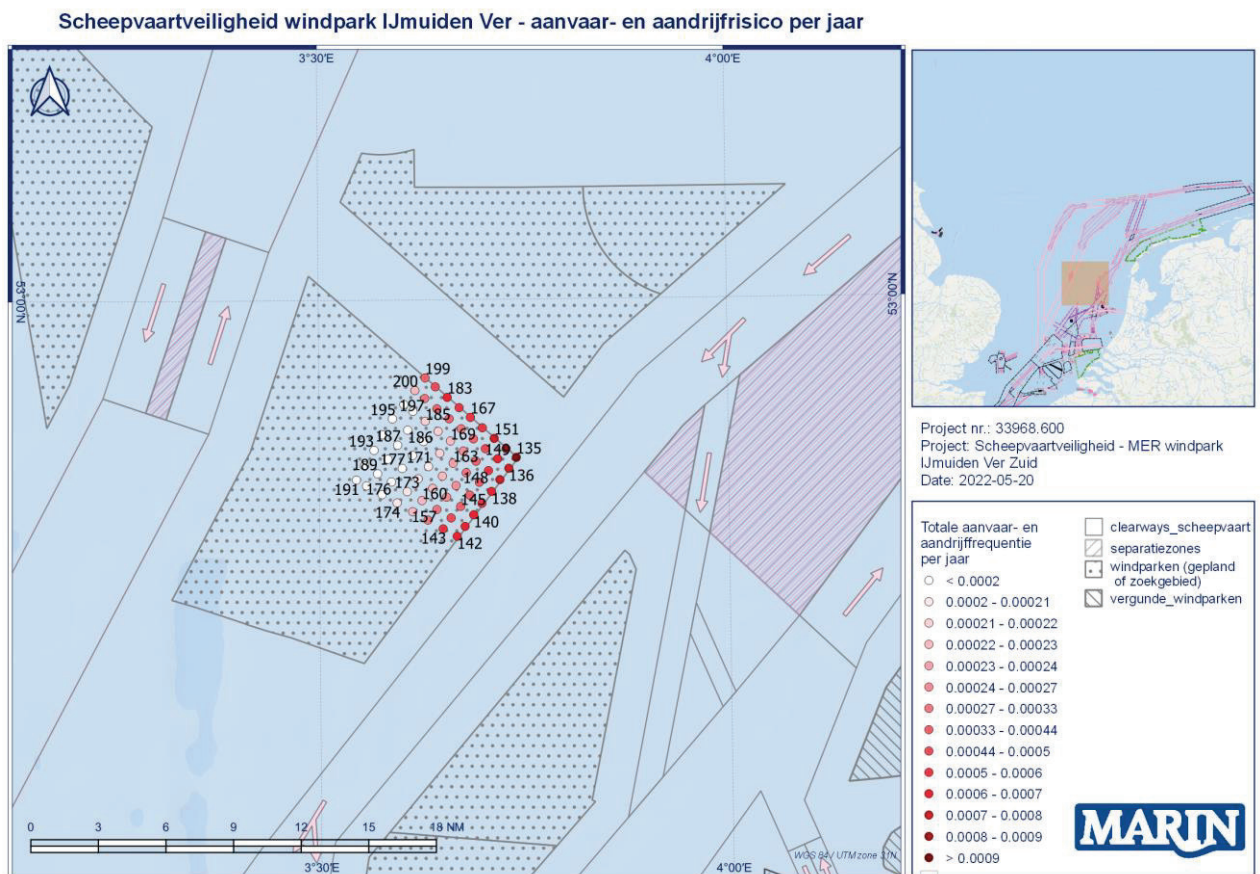 Scheepvaartveiligheid windpark IJmuiden Ver - aanvaar- en aandrijfrisico per jaar
3°30'E
4°00'E
53°00'N
53°00'N
199
200
183
197
195
167
185
151
187
186
169
193
149
135
177
171
163
189
136
148
173
191
176
138
160
145
174
157
140
143
142
0
3
6
9
12
15
18 NM
WGS 84 / UTM zone 31N
3°30'E
4°00'E
Project nr.: 33968.600
Project: Scheepvaartveiligheid - MER windpark
IJmuiden Ver Zuid
Date: 2022-05-20
Totale aanvaar- en
aandrijffrequentie
per jaar
< 0.0002
0.0002 - 0.00021
0.00021 - 0.00022
0.00022 - 0.00023
0.00023 - 0.00024
0.00024 - 0.00027
0.00027 - 0.00033
0.00033 - 0.00044
0.00044 - 0.0005
0.0005 - 0.0006
0.0006 - 0.0007
0.0007 - 0.0008
0.0008 - 0.0009
> 0.0009
clearways_scheepvaart
separatiezones
windparken (gepland
of zoekgebied)
vergunde_windparken
MARIN